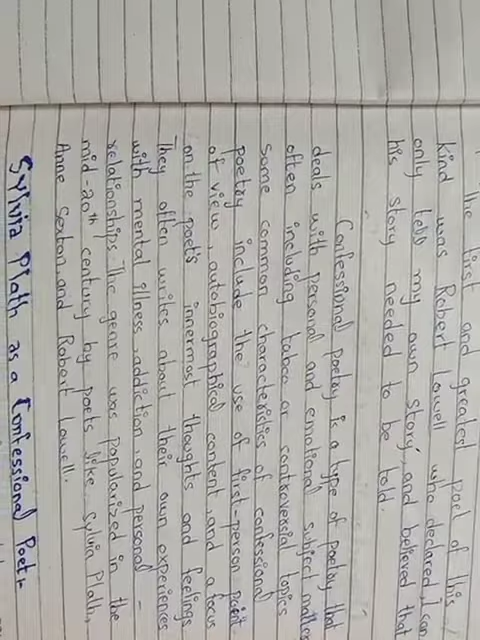 The first and greatest poet of this
kind was Robert Lowell who declared, 'I can
only tell my own story', and believed that
his story needed to be told.
Confessional poetry is a type of poetry that
deals with personal and emotional subject matter
often including taboo or controversial topics
some common characteristics of confessional
poetry include the use of first-person point
of view, autobiographical content, and a focus
on the poet's innermost thoughts and feelings
They often writes about their own experiences
with mental illness, addiction, and personal -
relationships. The genre was popularized in the
mid-20th century by poets like Sylvia Plath,
Anne Sexton, and Robert Lowell.
Sylvia Plath as a Confessional Poet:-